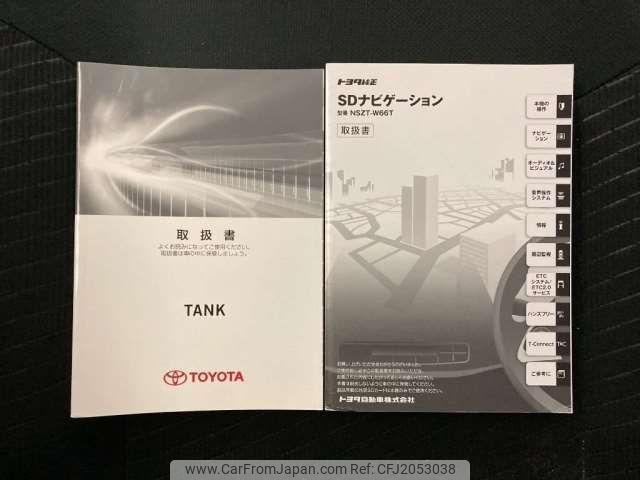 取扱書
よくお読みになってご使用ください。
取扱書は車の中に保管しましょう。
TANK
TOYOTA
トヨタ純正
SDナビゲーション
型番 NSZT-W66T
取扱書
本機の
操作
ナビゲー
ション
オーディオ&
ビジュアル
音声操作
システム
情報
周辺監視
ETC
システム/
ETC2.0
サービス
ハンズフリー
T-Connect
ご参考に
トヨタ自動車株式会社
www.CarFromJapan.com | CFJ-12053038